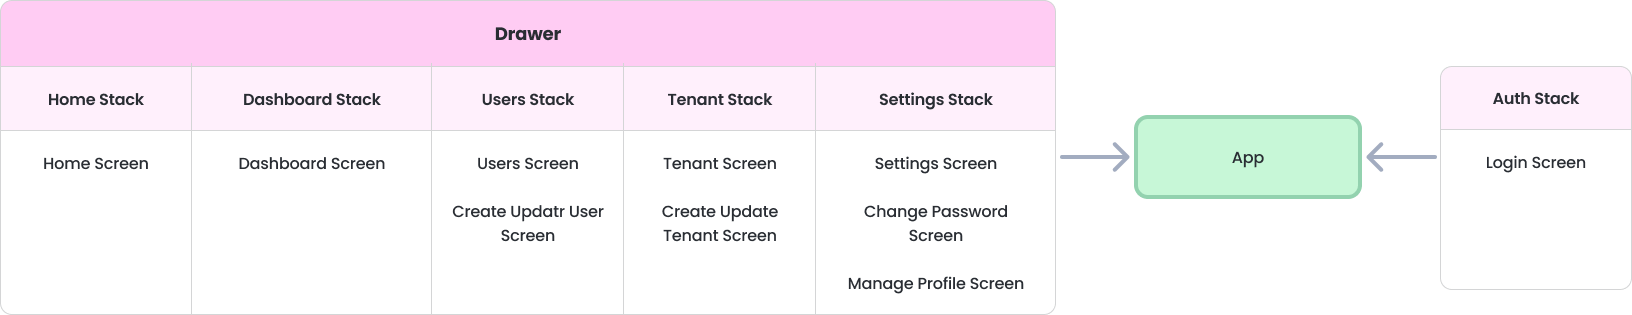 Drawer
Home Stack
Dashboard Stack
Users Stack
Tenant Stack
Settings Stack
Home Screen
Dashboard Screen
Users Screen
Create Updatr User
Screen
Tenant Screen
Create Update
Tenant Screen
Settings Screen
Change Password
Screen
Manage Profile Screen
App
Auth Stack
Login Screen